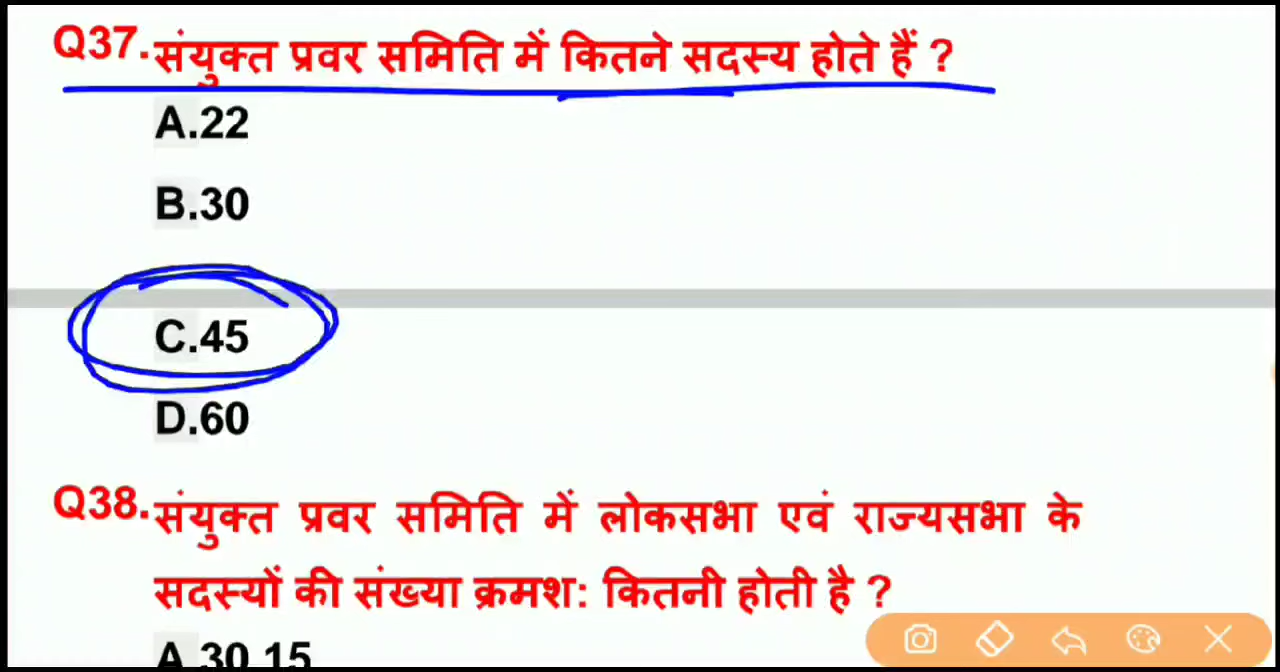 Q37. संयुक्त प्रवर समिति में कितने सदस्य होते हैं ?
A.22
B.30
C.45
D.60
Q38. संयुक्त प्रवर समिति में लोकसभा एवं राज्यसभा के
सदस्यों की संख्या क्रमश: कितनी होती है ?
A.30,15